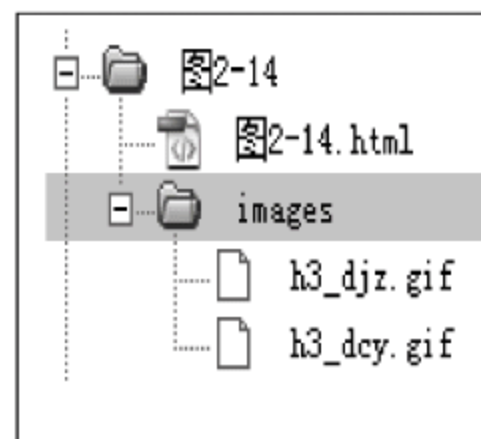 图2-14
图2-14.html
images
h3_djz.gif
h3_dcy.gif